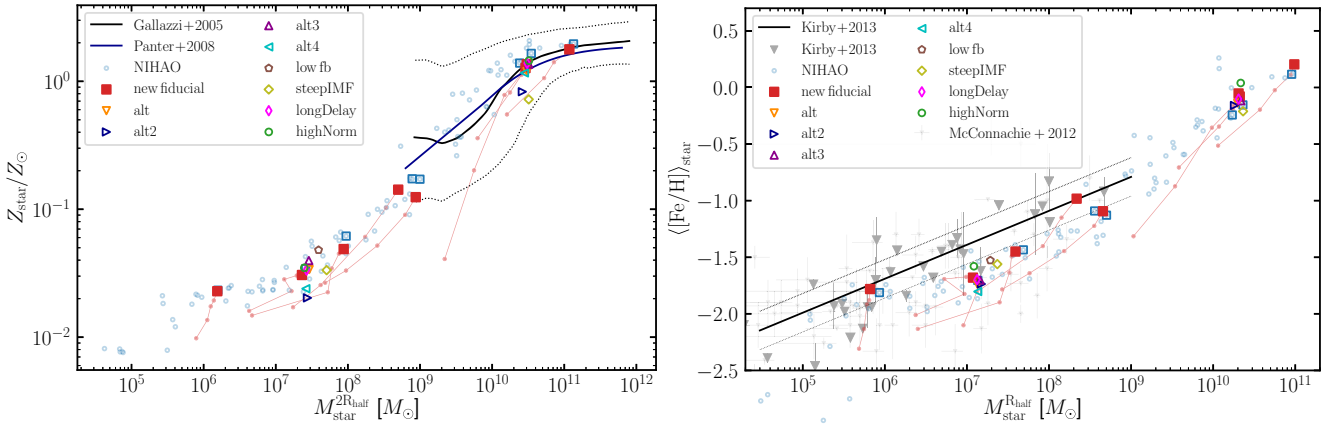 Gallazzi+2005
Panter+2008
NIHAO
new fiducial
alt
alt2
alt3
alt4
low fb
steepIMF
longDelay
highNorm
Z_star/Z_⊙
10^0
10^−1
10^−2
10^5 10^6 10^7 10^8 10^9 10^10 10^11 10^12
M_star^2R_half [M_⊙]
Kirby+2013
Kirby+2013
NIHAO
new fiducial
alt
alt2
alt3
alt4
low fb
steepIMF
longDelay
highNorm
McConnachie + 2012
⟨[Fe/H]⟩_star
0.5
0.0
−0.5
−1.0
−1.5
−2.0
−2.5
10^5 10^6 10^7 10^8 10^9 10^10 10^11
M_star^R_half [M_⊙]